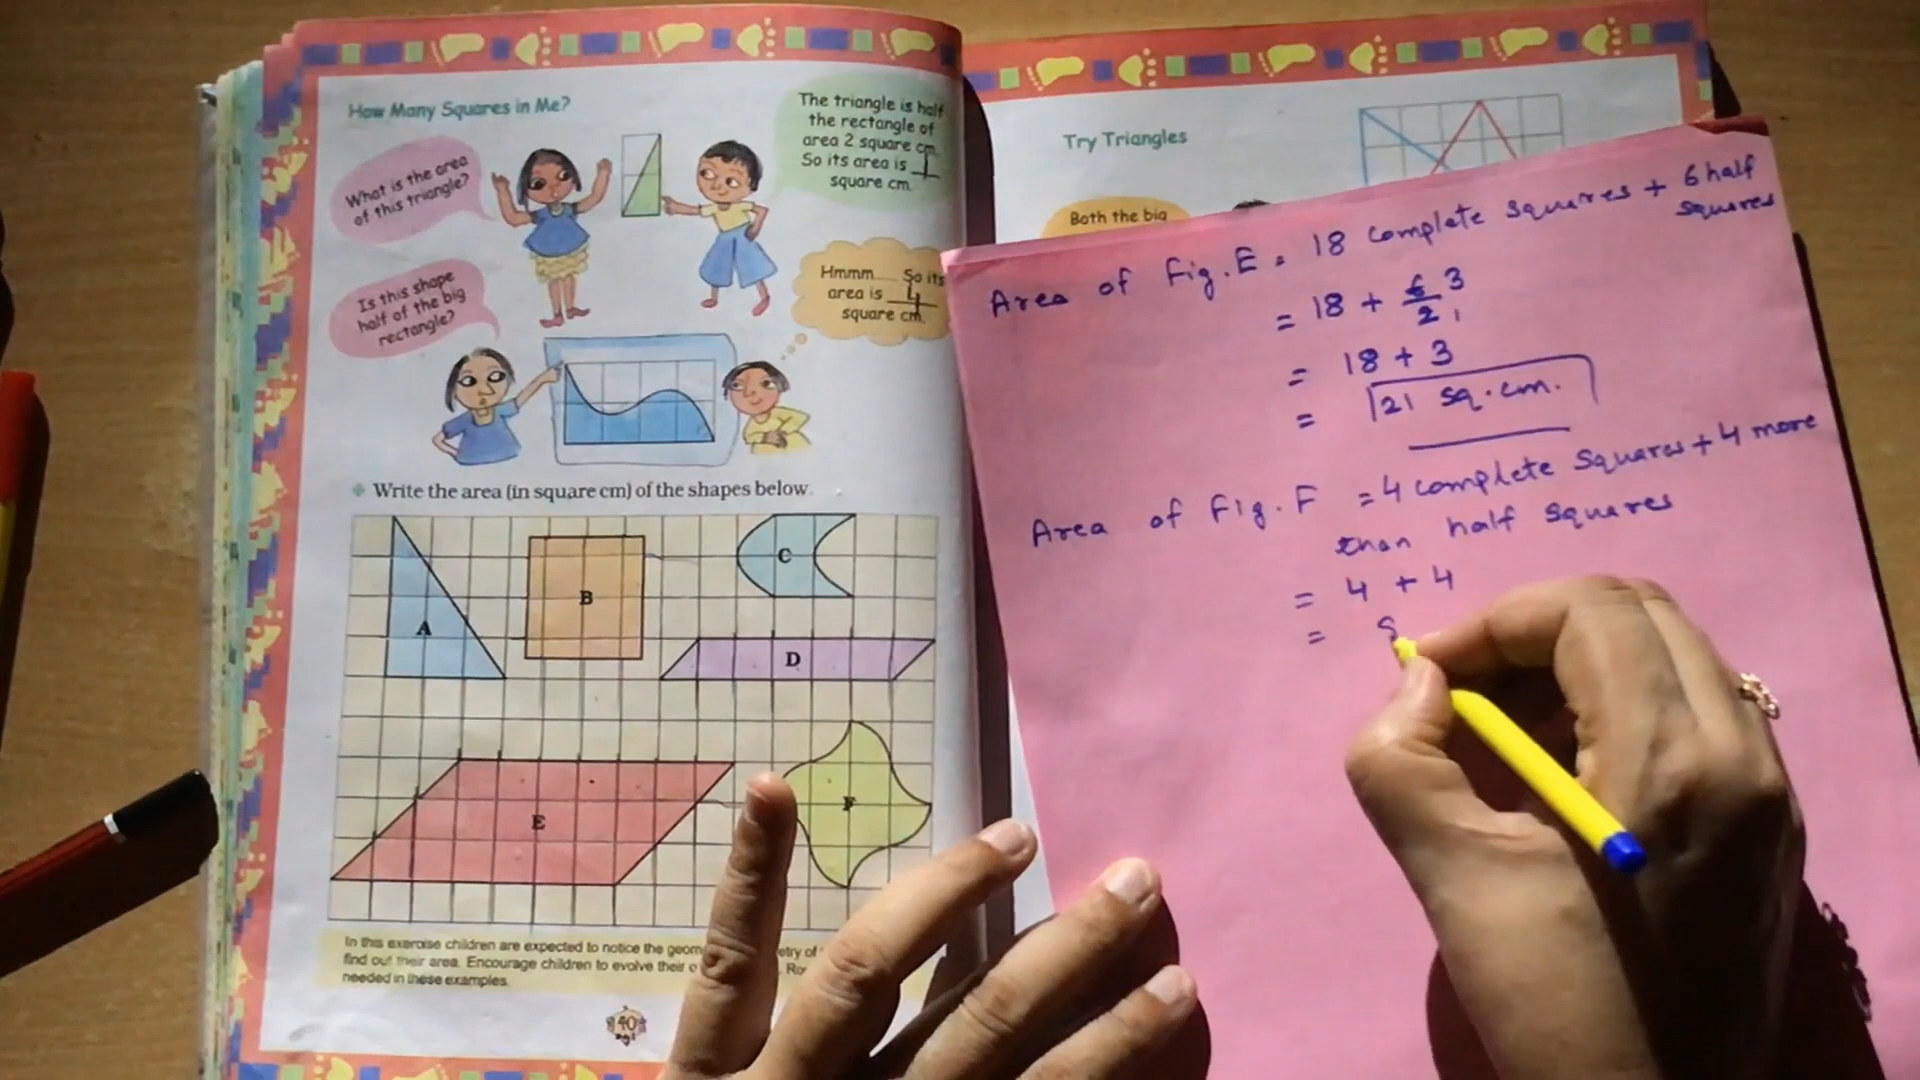 How Many Squares in Me?
What is the area
of this triangle?
The triangle is half
the rectangle of
area 2 square cm.
So its area is 1
square cm.
Is this shape
half of the big
rectangle?
Hmmm So its
area is 4
square cm.
Write the area (in square cm) of the shapes below.
A
B
C
D
E
F
In this exercise children are expected to notice the geom etry of
find out their area. Encourage children to evolve their
needed in these examples.
140
Try Triangles
Both the big
Area of Fig. E = 18 complete squares + 6 half
squares
= 18 + 6/2 3 1
= 18 + 3
= 21 sq. cm.
Area of Fig. F = 4 complete squares + 4 more
than half squares
= 4 + 4
= 8